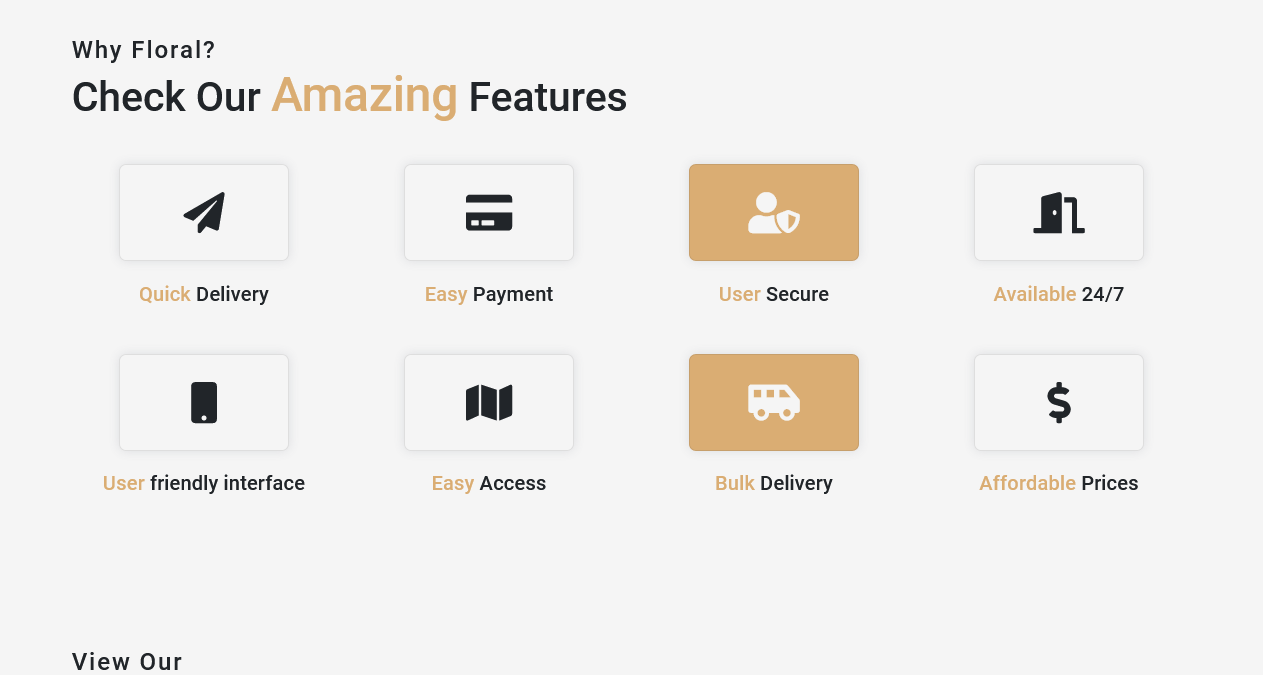 Why Floral?
Check Our Amazing Features
Quick Delivery
Easy Payment
User Secure
Available 24/7
User friendly interface
Easy Access
Bulk Delivery
Affordable Prices
View Our